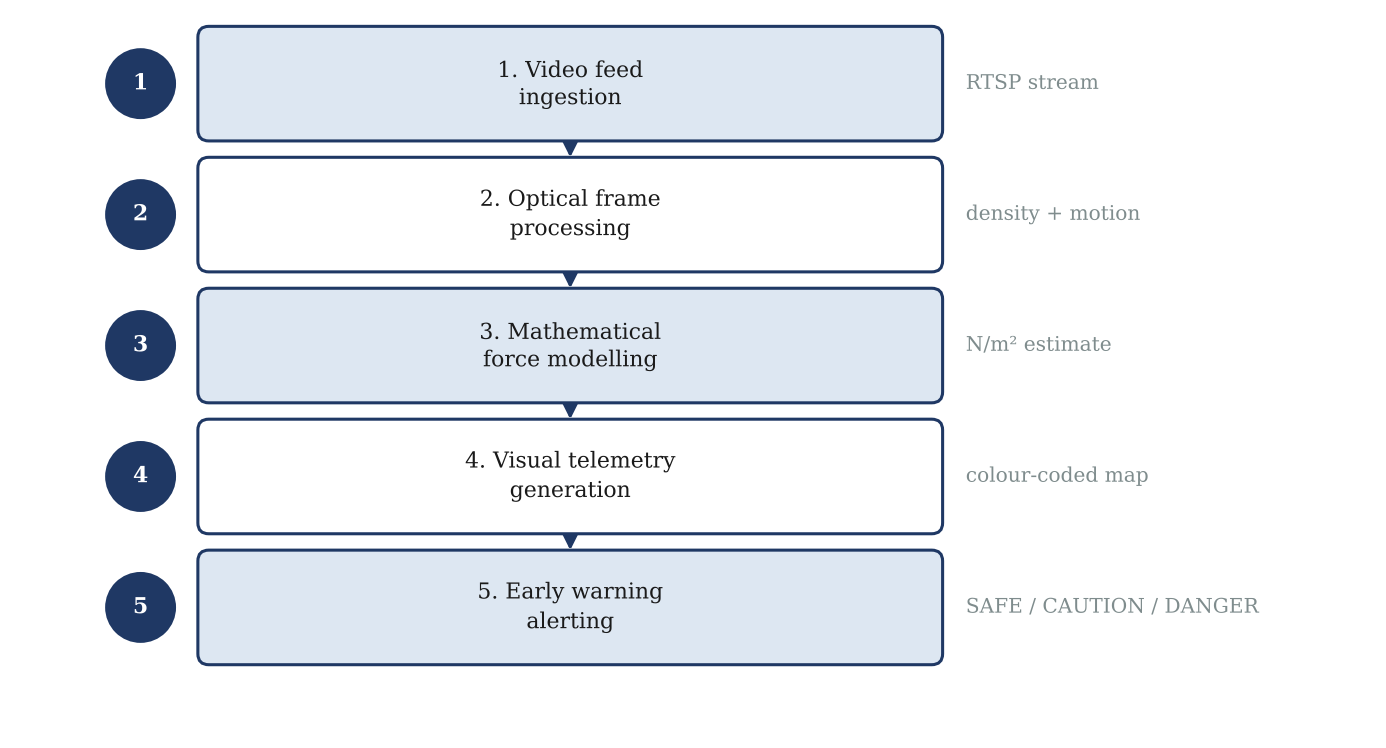 1
1. Video feed
ingestion
RTSP stream
2
2. Optical frame
processing
density + motion
3
3. Mathematical
force modelling
N/m² estimate
4
4. Visual telemetry
generation
colour-coded map
5
5. Early warning
alerting
SAFE / CAUTION / DANGER